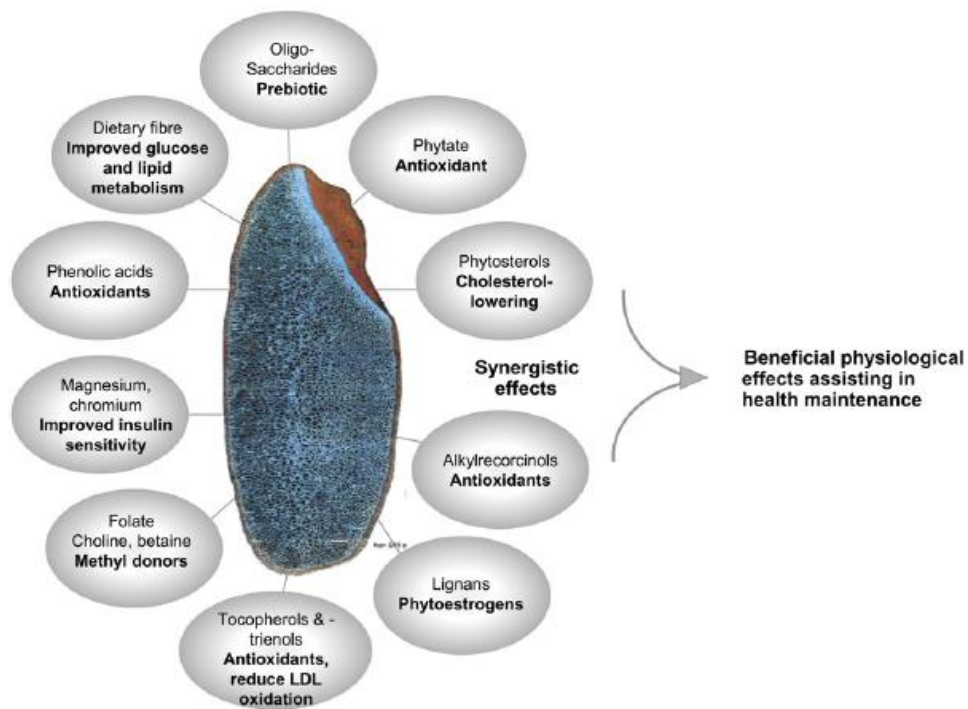 Oligo-
Saccharides
Prebiotic
Dietary fibre
Improved glucose
and lipid
metabolism
Phytate
Antioxidant
Phenolic acids
Antioxidants
Phytosterols
Cholesterol-
lowering
Synergistic
effects
Beneficial physiological
effects assisting in
health maintenance
Magnesium,
chromium
Improved insulin
sensitivity
Alkylrecorcinols
Antioxidants
Folate
Choline, betaine
Methyl donors
Lignans
Phytoestrogens
Tocopherols & -
trienols
Antioxidants,
reduce LDL
oxidation